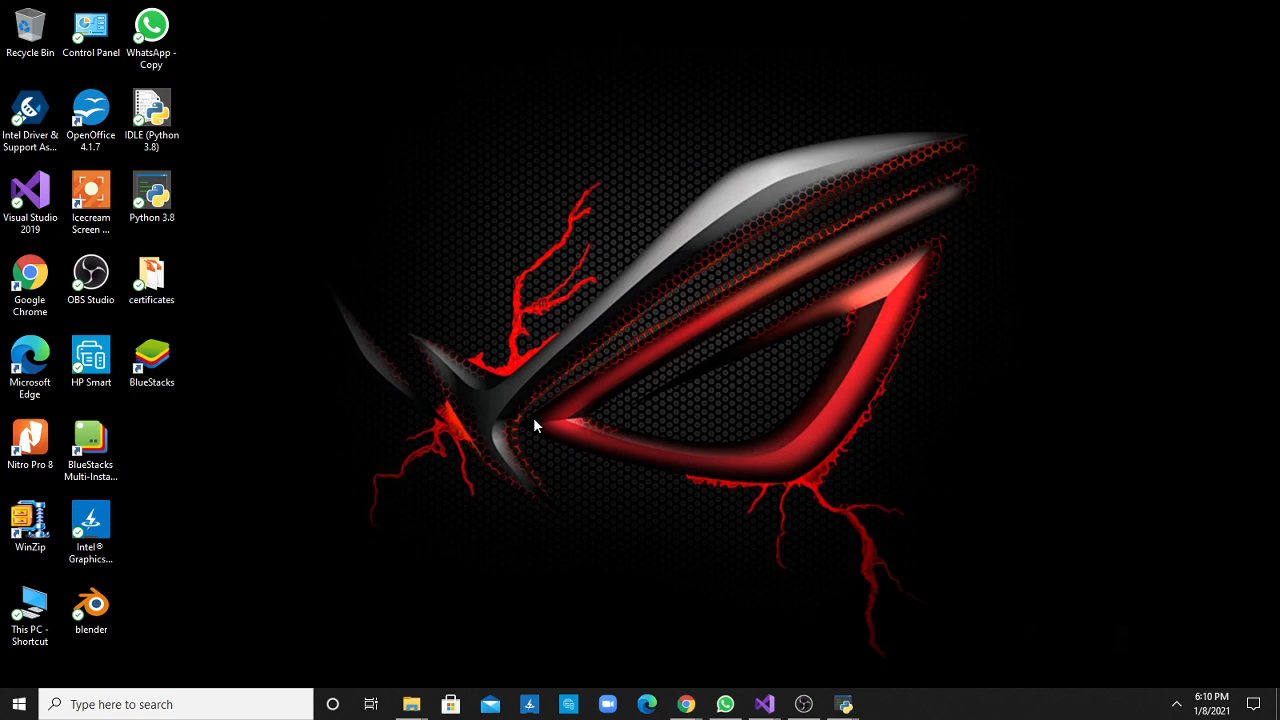 Recycle Bin
Control Panel
WhatsApp -
Copy
Intel Driver &
Support As...
OpenOffice
4.1.7
IDLE (Python
3.8)
Visual Studio
2019
Icecream
Screen ...
Python 3.8
Google
Chrome
OBS Studio
certificates
Microsoft
Edge
HP Smart
BlueStacks
Nitro Pro 8
BlueStacks
Multi-Insta...
WinZip
Intel®
Graphics...
This PC -
Shortcut
blender
Type here to search
6:10 PM
1/8/2021